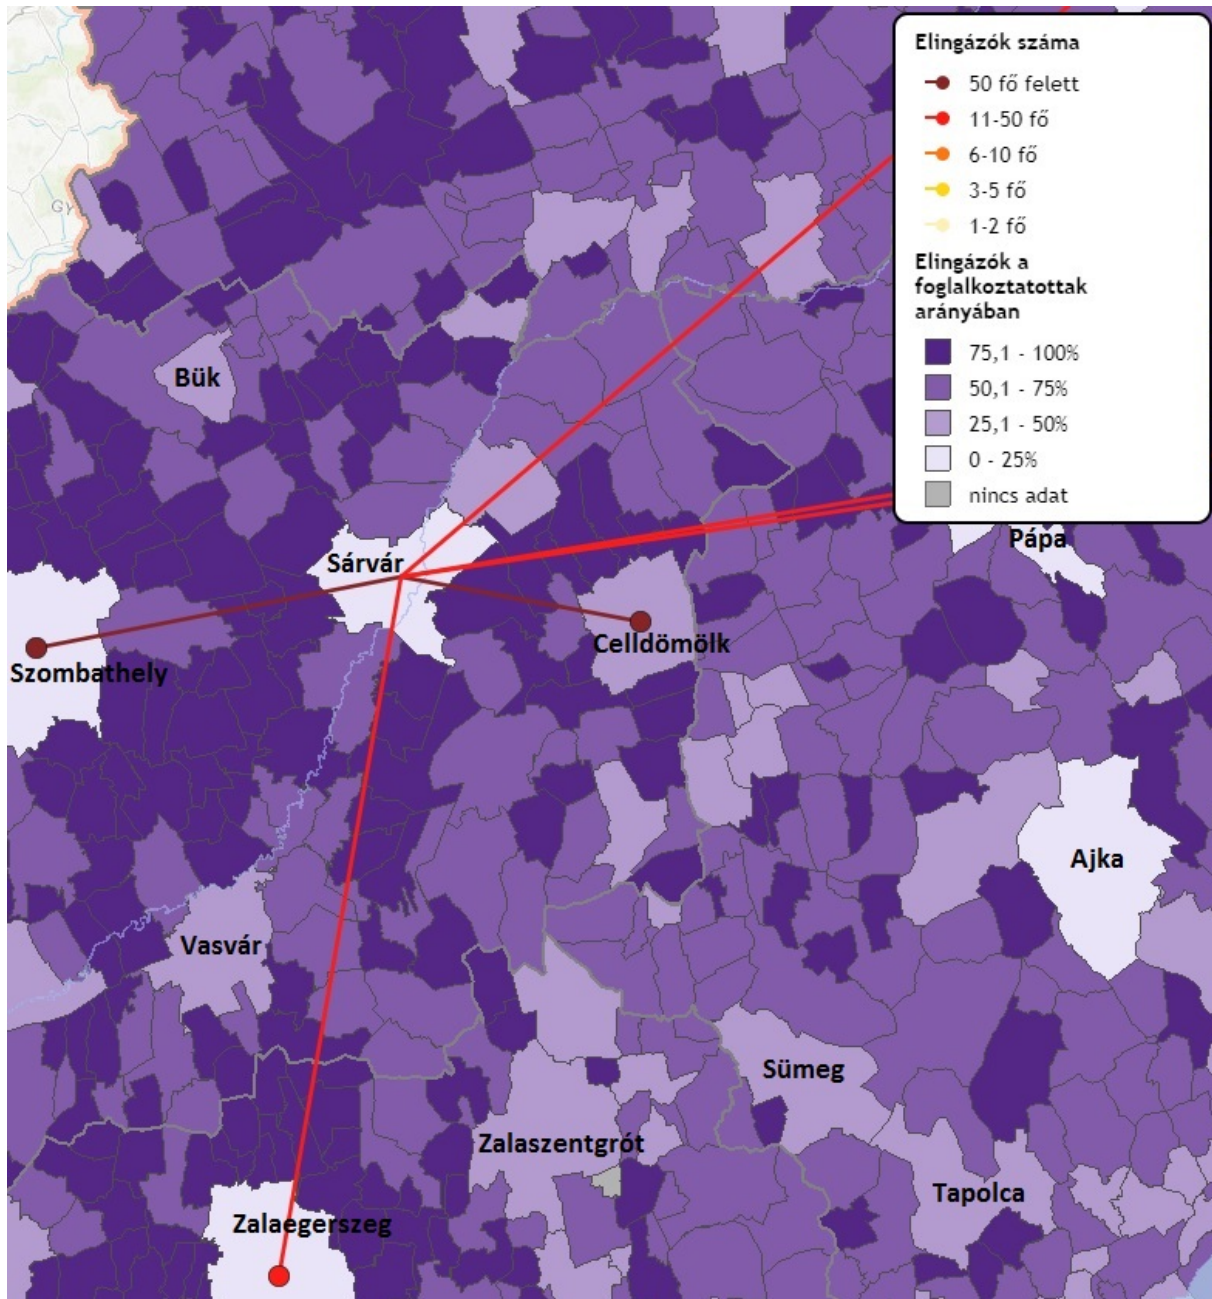 Elingázók száma
50 fő felett
11-50 fő
6-10 fő
3-5 fő
1-2 fő
Elingázók a
foglalkoztatottak
arányában
75,1 - 100%
50,1 - 75%
25,1 - 50%
0 - 25%
nincs adat
GY
Bük
Pápa
Sárvár
Celldömölk
Szombathely
Ajka
Vasvár
Sümeg
Zalaszentgrót
Tapolca
Zalaegerszeg